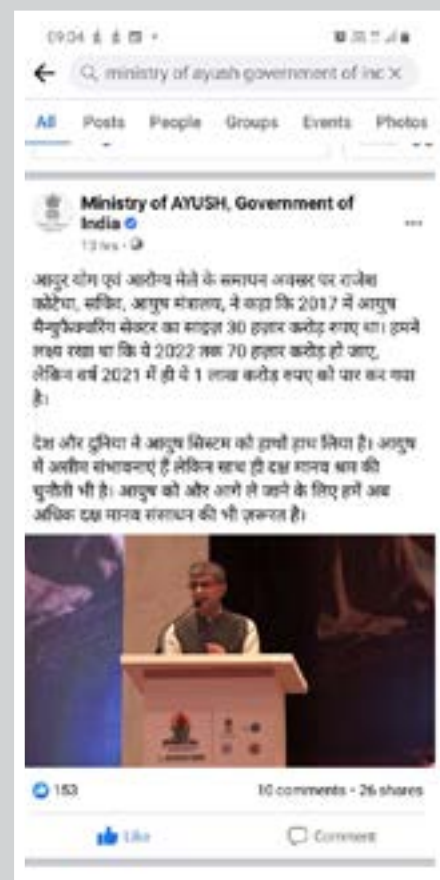 09:04
ministry of ayush government of inc
All Posts People Groups Events Photos
Ministry of AYUSH, Government of
India
13 hrs
आयुर योग एवं आरोग्य मेले के समापन अवसर पर राजेश
कोटेचा, सचिव, आयुष मंत्रालय, ने कहा कि 2017 में आयुष
मैन्युफैक्चरिंग सेक्टर का साइज़ 30 हज़ार करोड़ रुपए था। हमने
लक्ष्य रखा था कि ये 2022 तक 70 हज़ार करोड़ हो जाए,
लेकिन वर्ष 2021 में ही ये 1 लाख करोड़ रुपए को पार कर गया
है।
देश और दुनिया ने आयुष सिस्टम को हाथों हाथ लिया है। आयुष
में असीम संभावनाएं हैं लेकिन साथ ही दक्ष मानव श्रम की
चुनौती भी है। आयुष को और आगे ले जाने के लिए हमें अब
अधिक दक्ष मानव संसाधन की भी ज़रूरत है।
153
10 comments • 26 shares
Like Comment